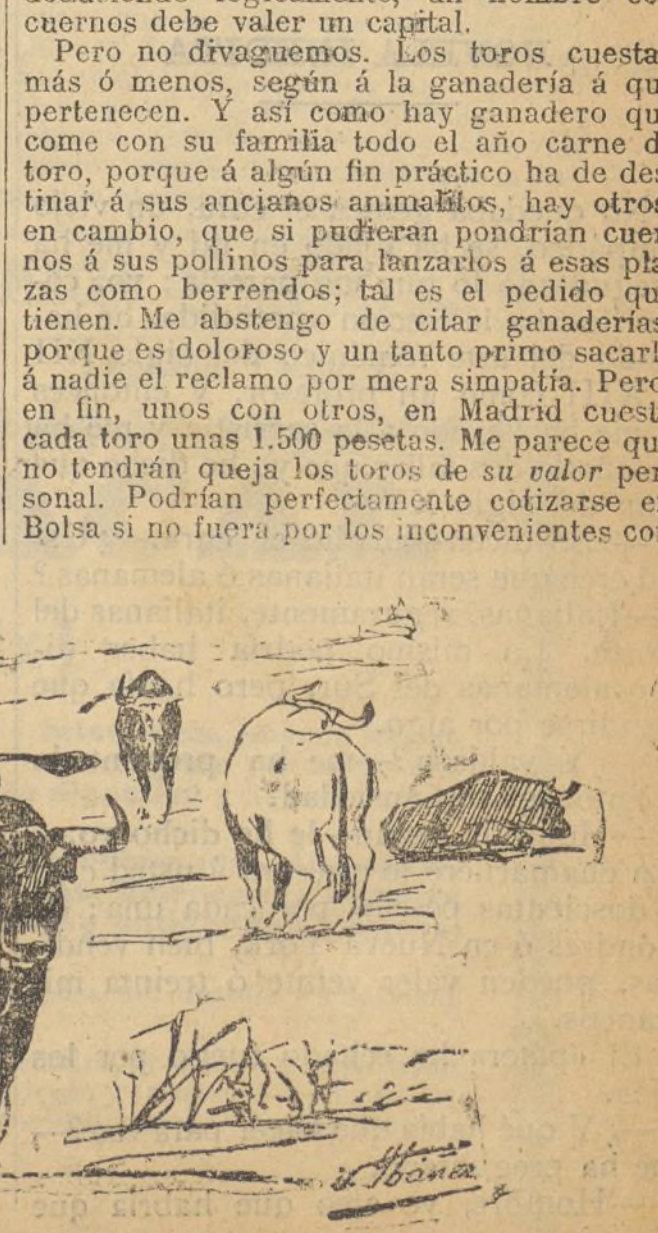 cuernos debe valer un capital.
Pero no divaguemos. Los toros cuesta
más ó menos, según á la ganadería á qu
pertenecen. Y así como hay ganadero qu
come con su familia todo el año carne d
toro, porque á algún fin práctico ha de des
tinar á sus ancianos animalitos, hay otros
en cambio, que si pudieran pondrían cuer
nos á sus pollinos para lanzarlos á esas pla
zas como berrendos; tal es el pedido qu
tienen. Me abstengo de citar ganaderías
porque es doloroso y un tanto primo sacarl
á nadie el reclamo por mera simpatía. Pero
en fin, unos con otros, en Madrid cuest
cada toro unas 1.500 pesetas. Me parece qu
no tendrán queja los toros de su valor per
sonal. Podrían perfectamente cotizarse e
Bolsa si no fuera por los inconvenientes co
Ibáñez